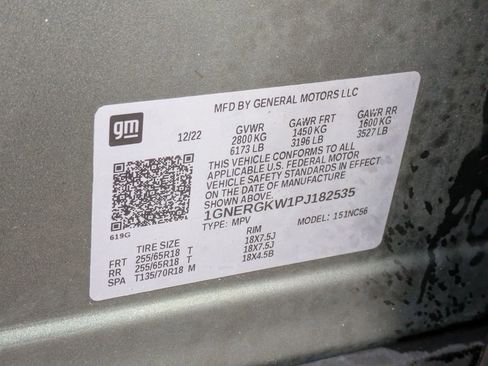 MFD BY GENERAL MOTORS LLC
gm
12/22 GVWR GAWR FRT GAWR RR
2800 KG 1450 KG 1600 KG
6173 LB 3196 LB 3527 LB
THIS VEHICLE CONFORMS TO ALL
APPLICABLE U.S. FEDERAL MOTOR
VEHICLE SAFETY STANDARDS IN EFFECT
ON THE DATE OF MANUFACTURE
SHOWN ABOVE.
1GNERGKW1PJ182535
619G
TYPE: MPV MODEL: 151NC56
TIRE SIZE RIM
FRT 255/65R18 T 18X7.5J
RR 255/65R18 T 18X7.5J
SPA T135/70R18 M 18X4.5B